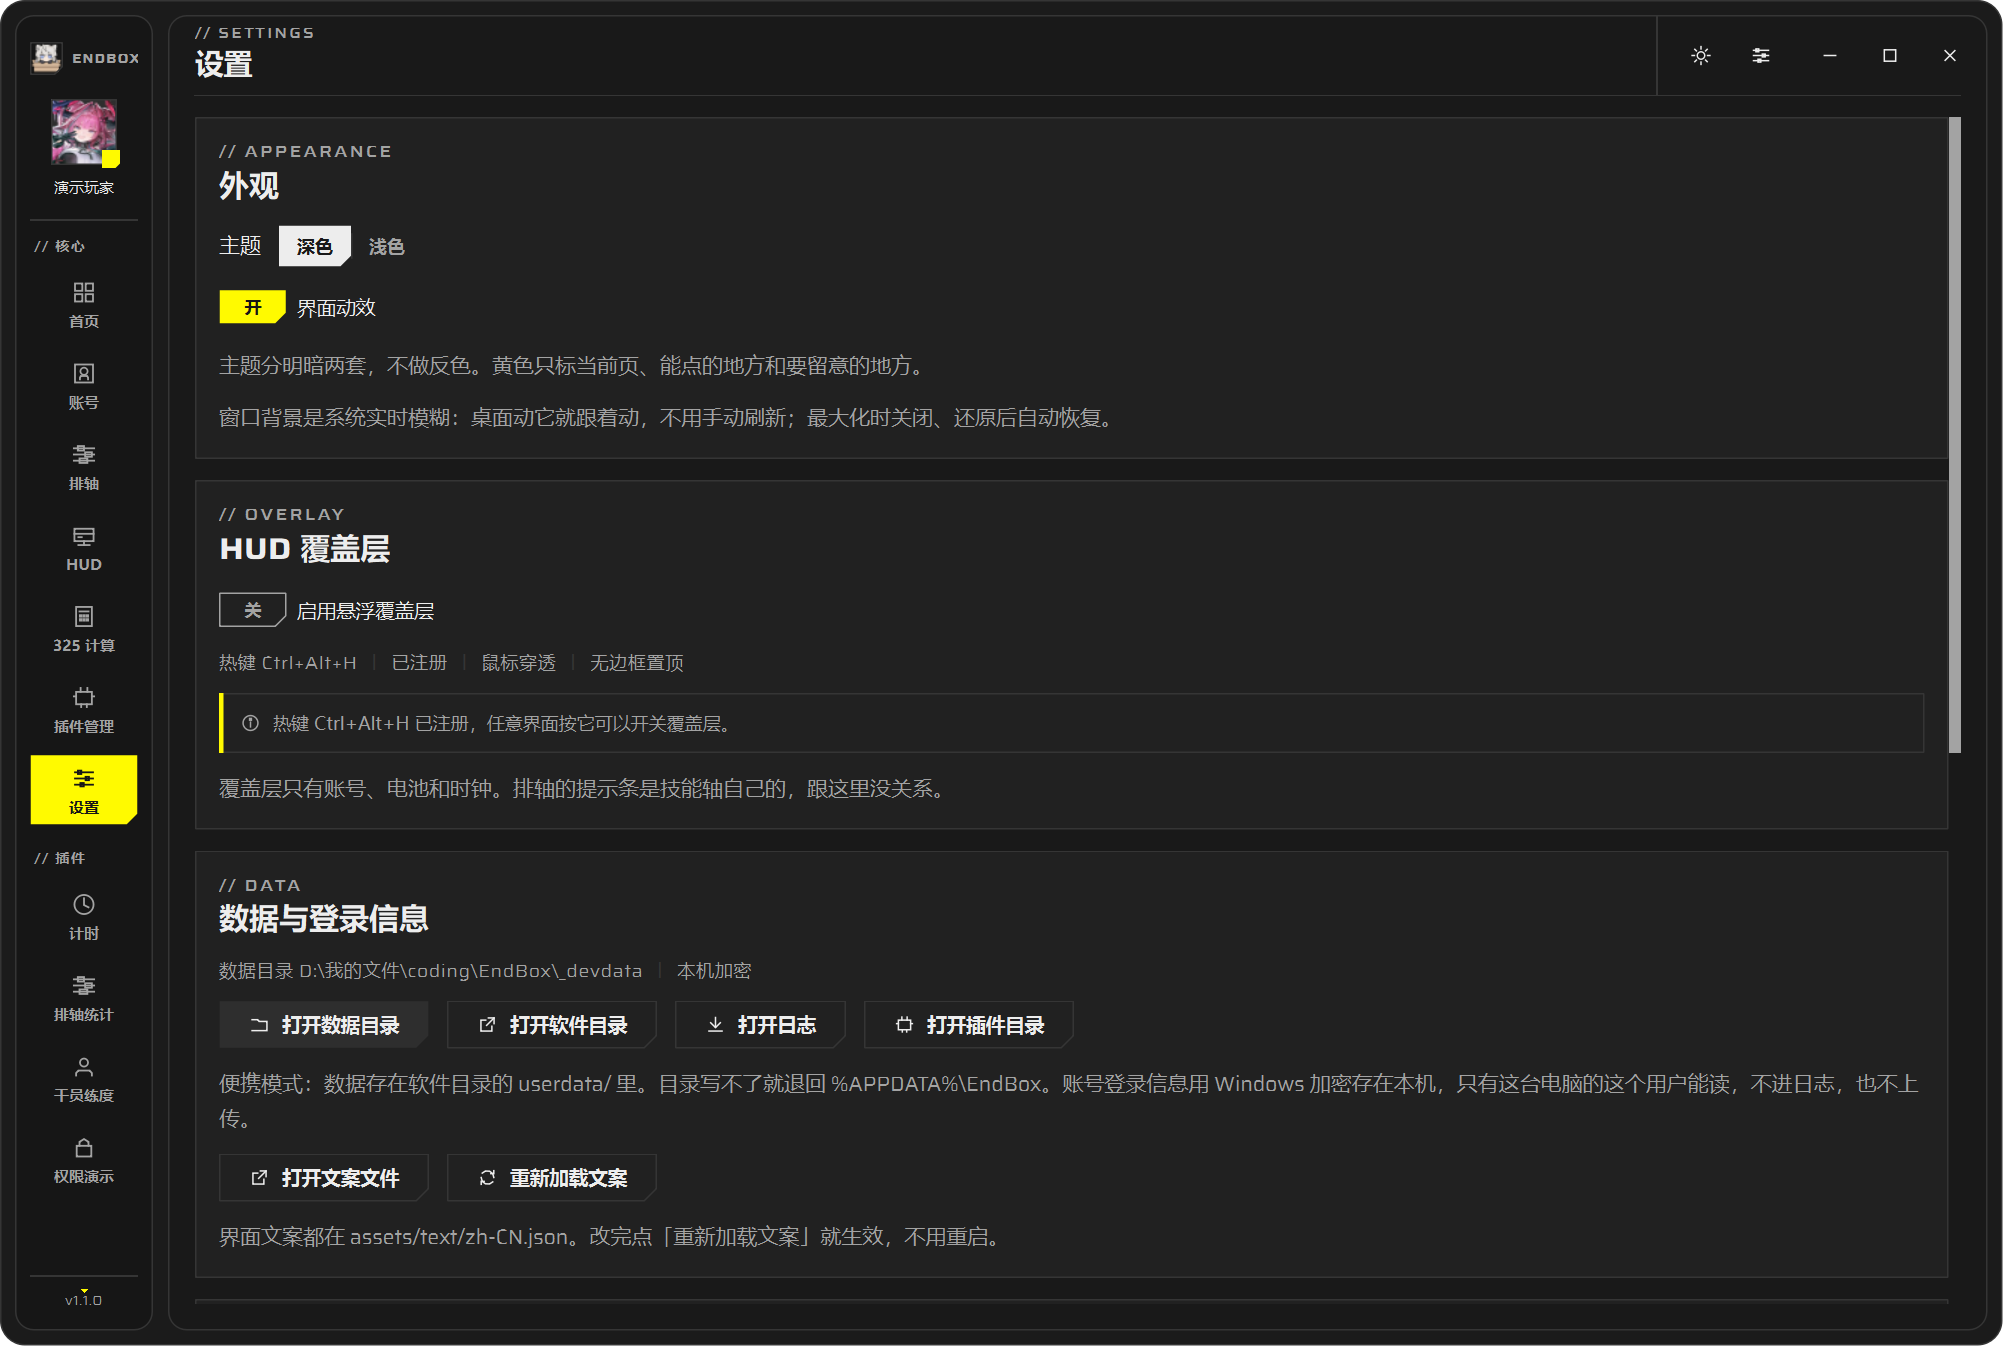 ENDBOX
演示玩家
// 核心
首页
账号
排轴
HUD
325 计算
插件管理
设置
// 插件
计时
排轴统计
干员练度
权限演示
v1.1.0
// SETTINGS
设置
// APPEARANCE
外观
主题 深色 浅色
开 界面动效
主题分明暗两套，不做反色。黄色只标当前页、能点的地方和要留意的地方。
窗口背景是系统实时模糊：桌面动它就跟着动，不用手动刷新；最大化时关闭、还原后自动恢复。
// OVERLAY
HUD 覆盖层
关 启用悬浮覆盖层
热键 Ctrl+Alt+H 已注册 鼠标穿透 无边框置顶
热键 Ctrl+Alt+H 已注册，任意界面按它可以开关覆盖层。
覆盖层只有账号、电池和时钟。排轴的提示条是技能轴自己的，跟这里没关系。
// DATA
数据与登录信息
数据目录 D:\我的文件\coding\EndBox\_devdata 本机加密
打开数据目录 打开软件目录 打开日志 打开插件目录
便携模式：数据存在软件目录的 userdata/ 里。目录写不了就退回 %APPDATA%\EndBox。账号登录信息用 Windows 加密存在本机，只有这台电脑的这个用户能读，不进日志，也不上
传。
打开文案文件 重新加载文案
界面文案都在 assets/text/zh-CN.json。改完点「重新加载文案」就生效，不用重启。